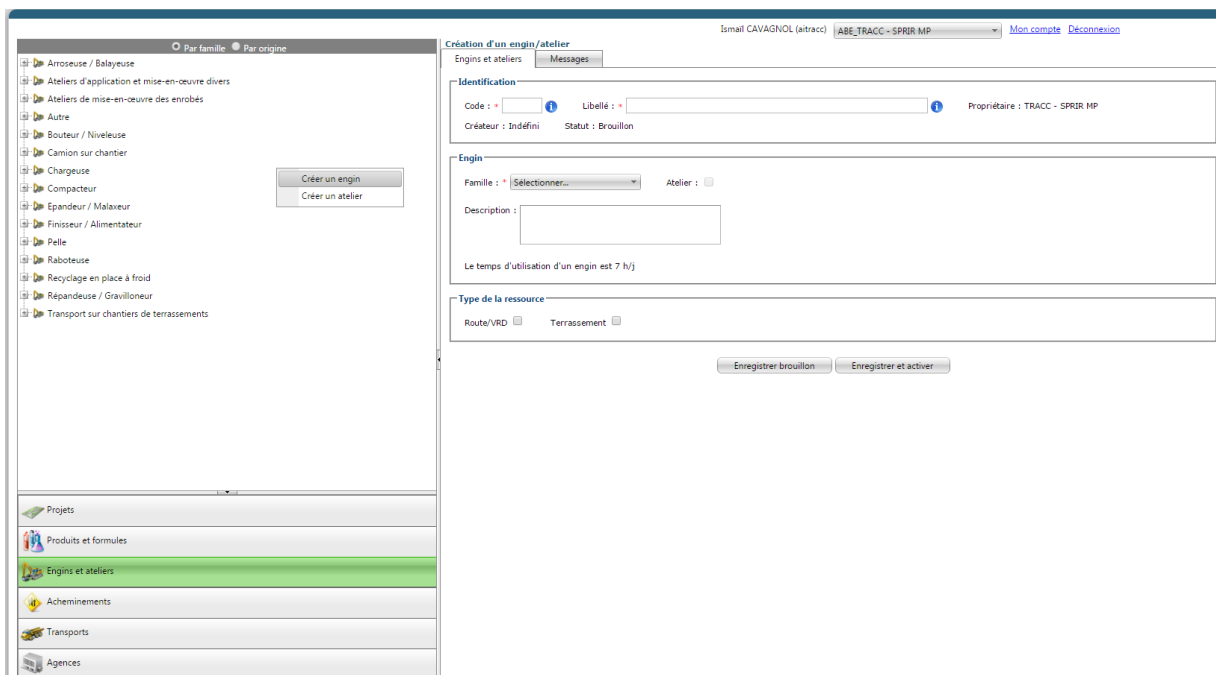 Ismaïl CAVAGNOL (aitracc) ABE_TRACC - SPRIR MP Mon compte Déconnexion
Par famille Par origine
Arroseuse / Balayeuse
Ateliers d'application et mise-en-œuvre divers
Ateliers de mise-en-œuvre des enrobés
Autre
Bouteur / Niveleuse
Camion sur chantier
Chargeuse
Compacteur
Epandeur / Malaxeur
Finisseur / Alimentateur
Pelle
Raboteuse
Recyclage en place à froid
Répandeuse / Gravilloneur
Transport sur chantiers de terrassements
Créer un engin
Créer un atelier
Projets
Produits et formules
Engins et ateliers
Acheminements
Transports
Agences
Création d'un engin/atelier
Engins et ateliers Messages
Identification
Code : * Libellé : * Propriétaire : TRACC - SPRIR MP
Créateur : Indéfini Statut : Brouillon
Engin
Famille : * Sélectionner... Atelier :
Description :
Le temps d'utilisation d'un engin est 7 h/j
Type de la ressource
Route/VRD Terrassement
Enregistrer brouillon Enregistrer et activer